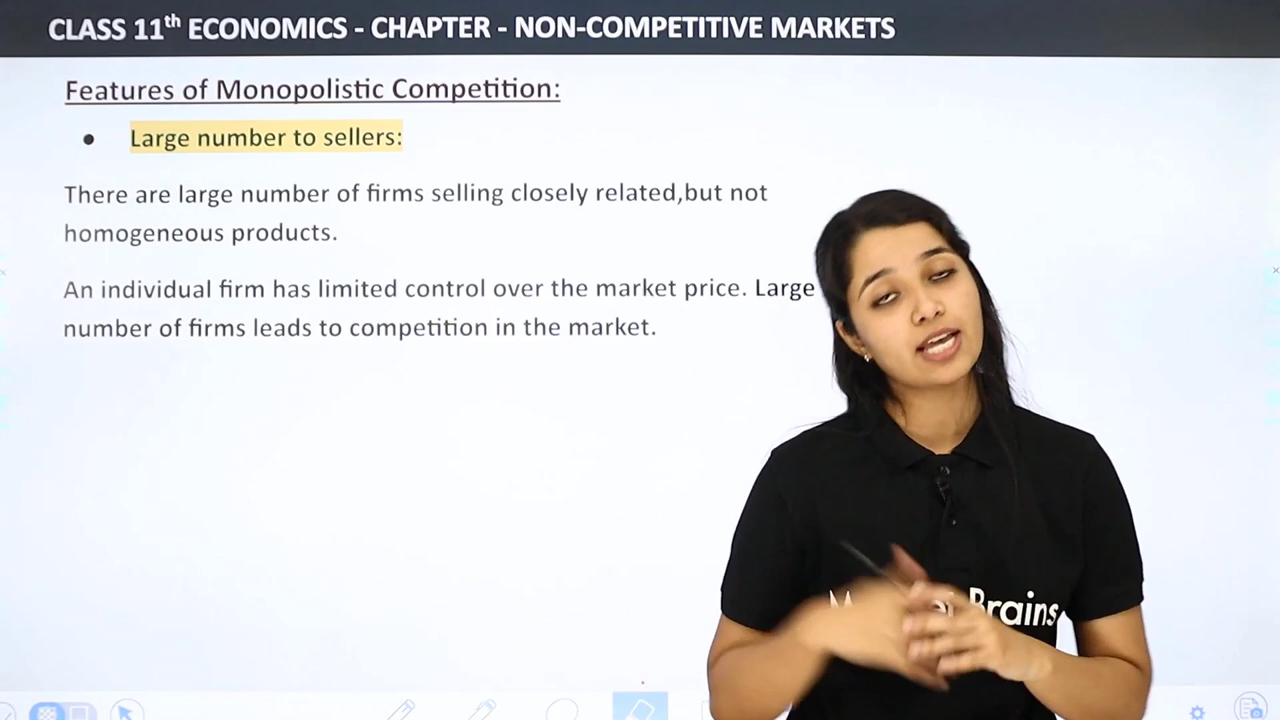 CLASS 11th ECONOMICS - CHAPTER - NON-COMPETITIVE MARKETS
Features of Monopolistic Competition:
● Large number to sellers:
There are large number of firms selling closely related,but not
homogeneous products.
An individual firm has limited control over the market price. Large
number of firms leads to competition in the market.
Brains